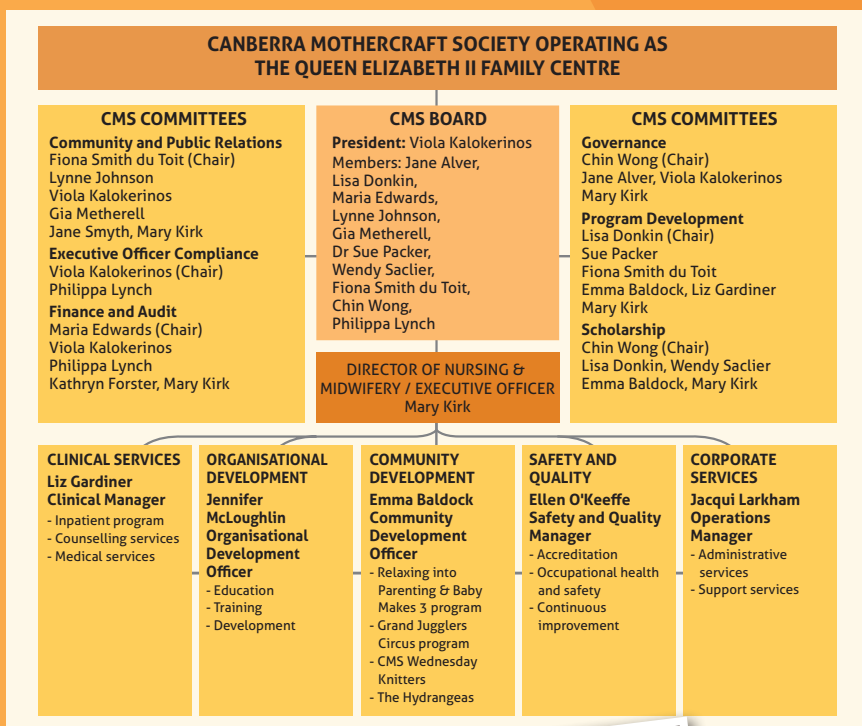 CANBERRA MOTHERCRAFT SOCIETY OPERATING AS
THE QUEEN ELIZABETH II FAMILY CENTRE
CMS COMMITTEES
Community and Public Relations
Fiona Smith du Toit (Chair)
Lynne Johnson
Viola Kalokerinos
Gia Metherell
Jane Smyth, Mary Kirk
Executive Officer Compliance
Viola Kalokerinos (Chair)
Philippa Lynch
Finance and Audit
Maria Edwards (Chair)
Viola Kalokerinos
Philippa Lynch
Kathryn Forster, Mary Kirk
CMS BOARD
President: Viola Kalokerinos
Members: Jane Alver,
Lisa Donkin,
Maria Edwards,
Lynne Johnson,
Gia Metherell,
Dr Sue Packer,
Wendy Saclier,
Fiona Smith du Toit,
Chin Wong,
Philippa Lynch
CMS COMMITTEES
Governance
Chin Wong (Chair)
Jane Alver, Viola Kalokerinos
Mary Kirk
Program Development
Lisa Donkin (Chair)
Sue Packer
Fiona Smith du Toit
Emma Baldock, Liz Gardiner
Mary Kirk
Scholarship
Chin Wong (Chair)
Lisa Donkin, Wendy Saclier
Emma Baldock, Mary Kirk
DIRECTOR OF NURSING &
MIDWIFERY / EXECUTIVE OFFICER
Mary Kirk
CLINICAL SERVICES
Liz Gardiner
Clinical Manager
- Inpatient program
- Counselling services
- Medical services
ORGANISATIONAL
DEVELOPMENT
Jennifer
McLoughlin
Organisational
Development
Officer
- Education
- Training
- Development
COMMUNITY
DEVELOPMENT
Emma Baldock
Community
Development
Officer
- Relaxing into
Parenting & Baby
Makes 3 program
- Grand Jugglers
Circus program
- CMS Wednesday
Knitters
- The Hydrangeas
SAFETY AND
QUALITY
Ellen O'Keeffe
Safety and Quality
Manager
- Accreditation
- Occupational health
and safety
- Continuous
improvement
CORPORATE
SERVICES
Jacqui Larkham
Operations
Manager
- Administrative
services
- Support services